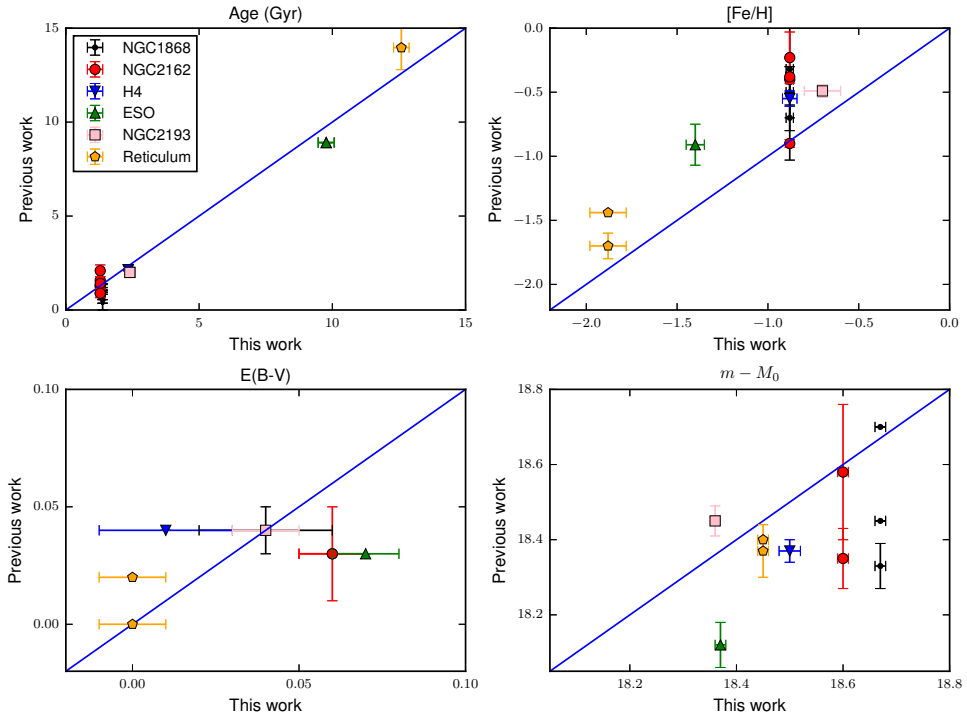 Age (Gyr)
15
10
5
0
0
5
10
15
Previous work
This work
NGC1868
NGC2162
H4
ESO
NGC2193
Reticulum
[Fe/H]
0.0
−0.5
−1.0
−1.5
−2.0
−2.0
−1.5
−1.0
−0.5
0.0
Previous work
This work
E(B-V)
0.10
0.05
0.00
0.00
0.05
0.10
Previous work
This work
m − M₀
18.8
18.6
18.4
18.2
18.2
18.4
18.6
18.8
Previous work
This work